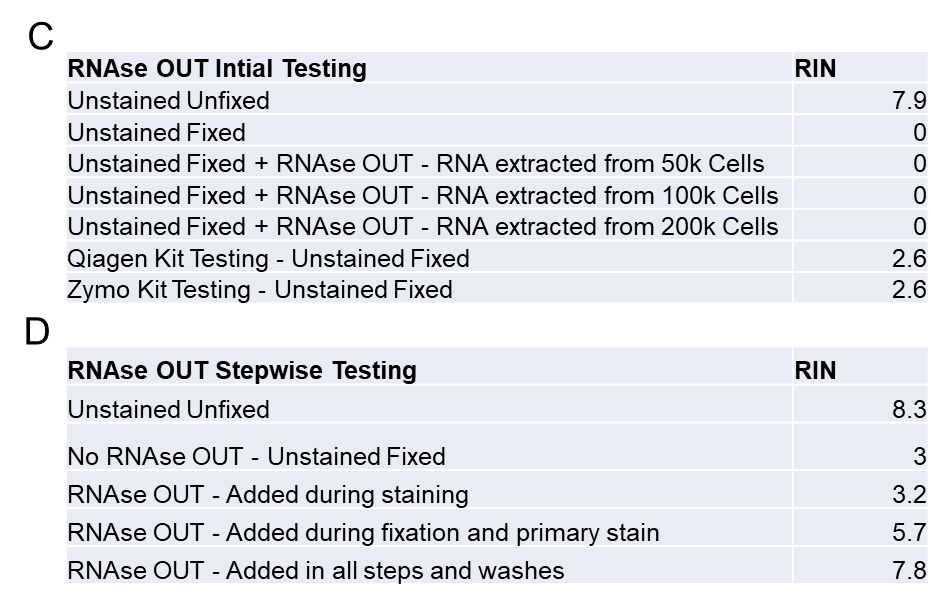 C
RNAse OUT Intial Testing RIN
Unstained Unfixed 7.9
Unstained Fixed 0
Unstained Fixed + RNAse OUT - RNA extracted from 50k Cells 0
Unstained Fixed + RNAse OUT - RNA extracted from 100k Cells 0
Unstained Fixed + RNAse OUT - RNA extracted from 200k Cells 0
Qiagen Kit Testing - Unstained Fixed 2.6
Zymo Kit Testing - Unstained Fixed 2.6
D
RNAse OUT Stepwise Testing RIN
Unstained Unfixed 8.3
No RNAse OUT - Unstained Fixed 3
RNAse OUT - Added during staining 3.2
RNAse OUT - Added during fixation and primary stain 5.7
RNAse OUT - Added in all steps and washes 7.8